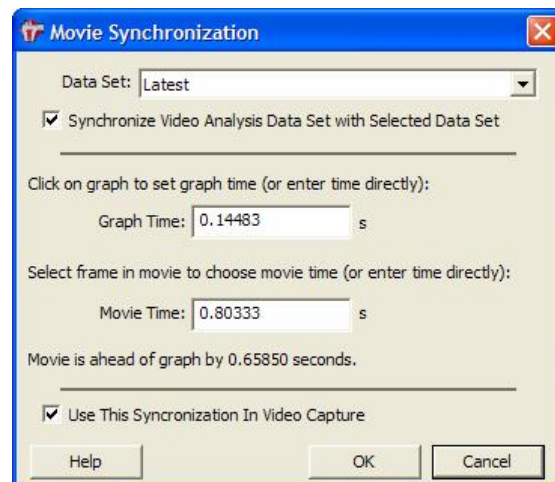 Movie Synchronization
Data Set: Latest
Synchronize Video Analysis Data Set with Selected Data Set
Click on graph to set graph time (or enter time directly):
Graph Time: 0.14483 s
Select frame in movie to choose movie time (or enter time directly):
Movie Time: 0.80333 s
Movie is ahead of graph by 0.65850 seconds.
Use This Syncronization In Video Capture
Help OK Cancel